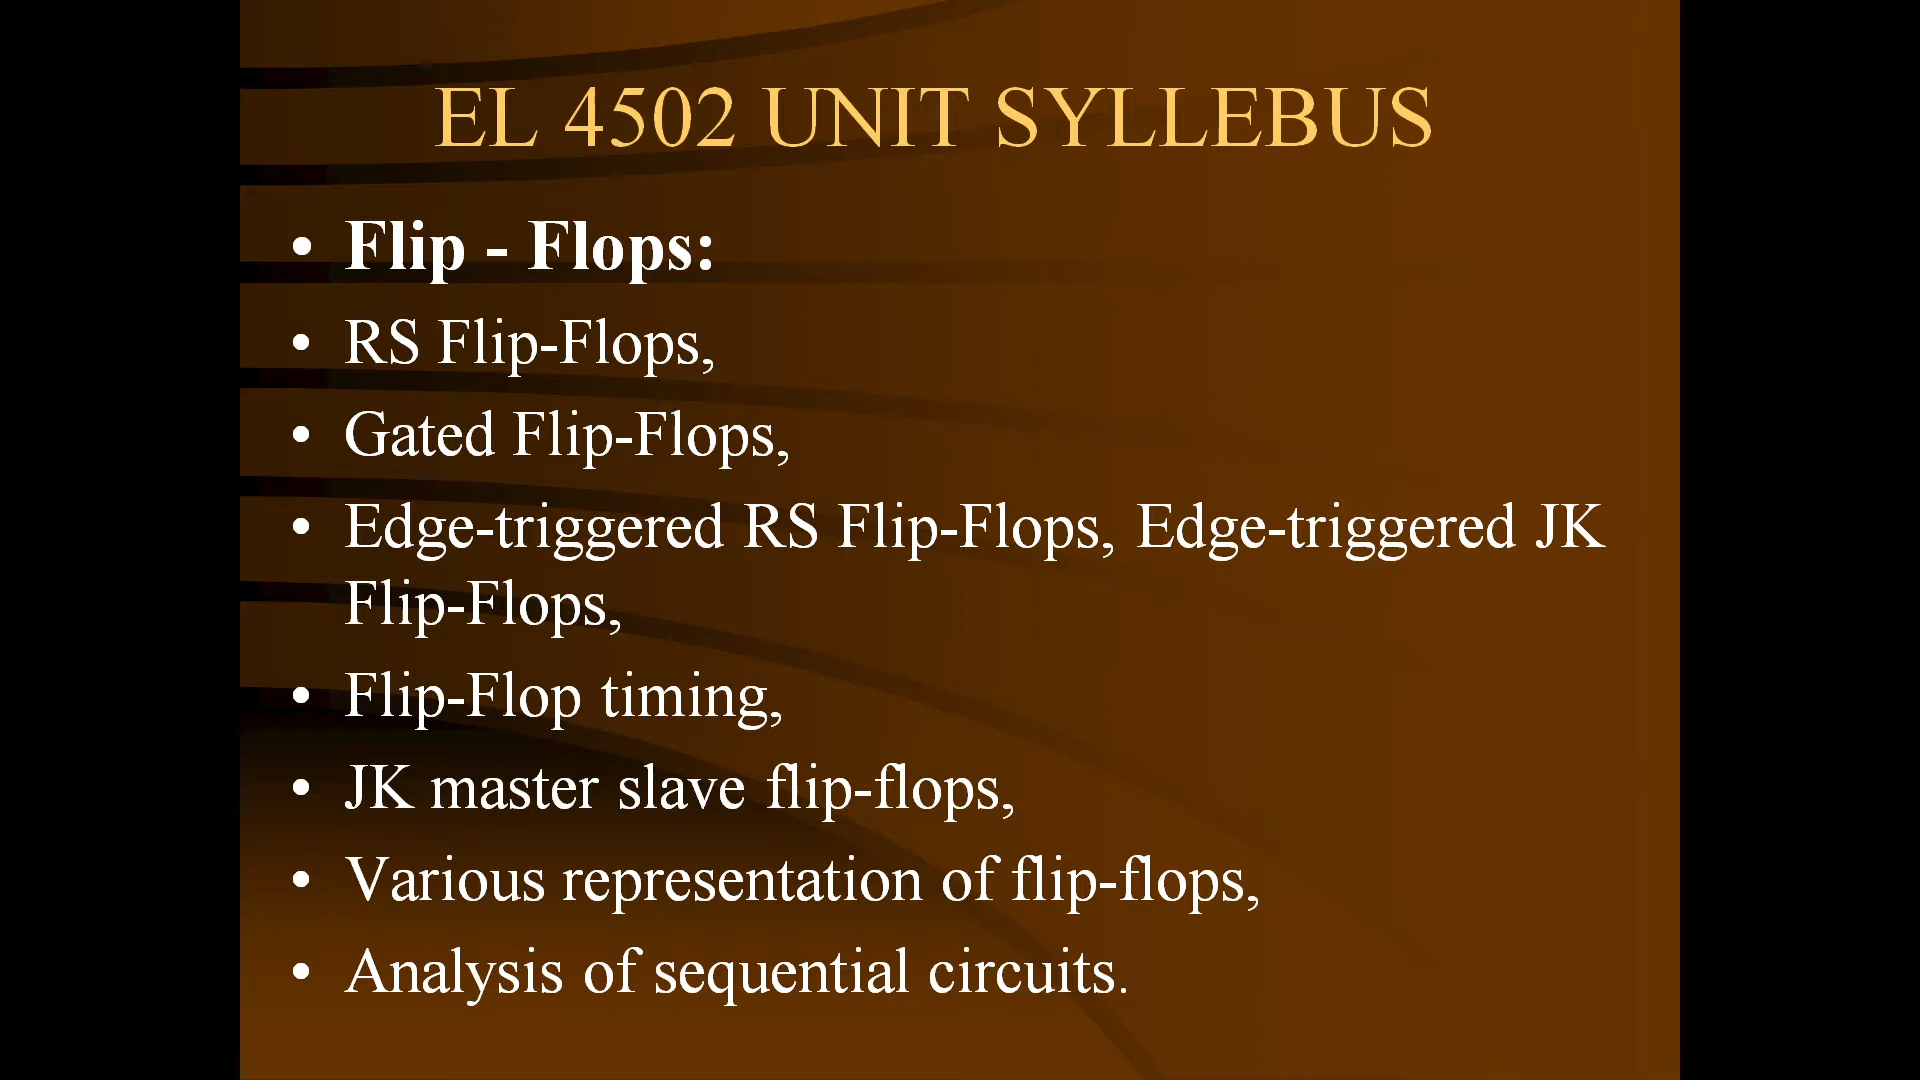 EL 4502 UNIT SYLLEBUS
• Flip - Flops:
• RS Flip-Flops,
• Gated Flip-Flops,
• Edge-triggered RS Flip-Flops, Edge-triggered JK
Flip-Flops,
• Flip-Flop timing,
• JK master slave flip-flops,
• Various representation of flip-flops,
• Analysis of sequential circuits.